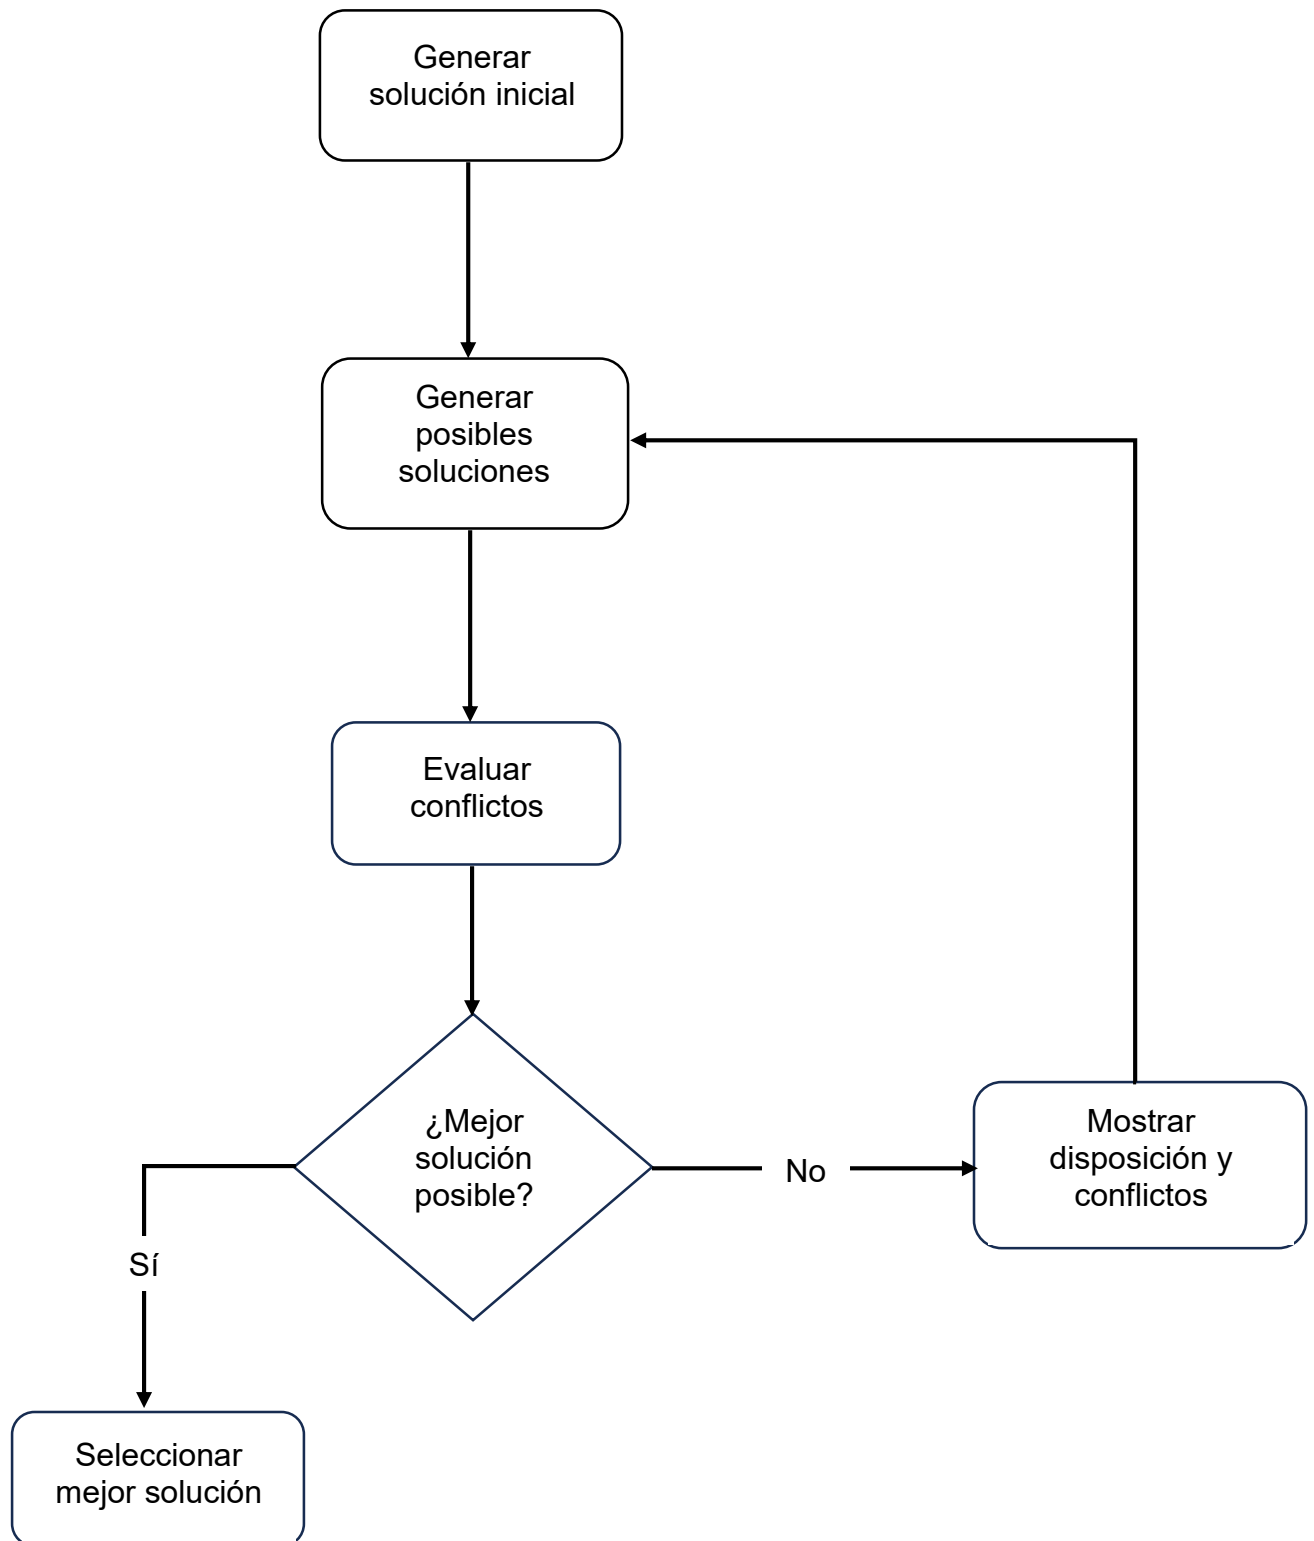 Generar
solución inicial
Generar
posibles
soluciones
Evaluar
conflictos
¿Mejor
solución
posible?
No
Mostrar
disposición y
conflictos
Sí
Seleccionar
mejor solución